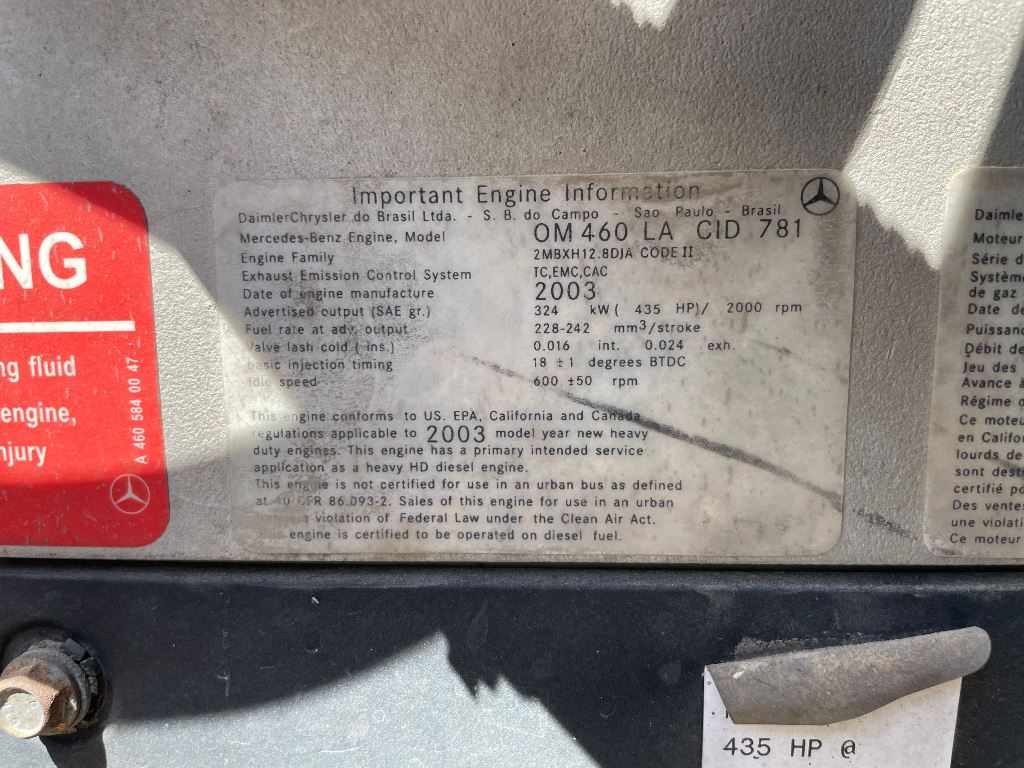 Important Engine Information
DaimlerChrysler do Brasil Ltda. - S. B. do Campo - Sao Paulo - Brasil
Mercedes-Benz Engine, Model OM 460 LA CID 781
Engine Family 2MBXH12.8DJA CODE II
Exhaust Emission Control System TC,EMC,CAC
Date of engine manufacture 2003
Advertised output (SAE gr.) 324 kW ( 435 HP)/ 2000 rpm
Fuel rate at adv. output 228-242 mm³/stroke
Valve lash cold ( ins.) 0.016 int. 0.024 exh.
basic injection timing 18 ±1 degrees BTDC
Idle speed 600 ±50 rpm
This engine conforms to US. EPA, California and Canada
regulations applicable to 2003 model year new heavy
duty engines. This engine has a primary intended service
application as a heavy HD diesel engine.
This engine is not certified for use in an urban bus as defined
at 40 CFR 86.093-2. Sales of this engine for use in an urban
a violation of Federal Law under the Clean Air Act.
engine is certified to be operated on diesel fuel.
NG
ng fluid
engine,
njury
A 460 584 00 47
Daimle
Moteur
Série d
Système
de gaz
Date de
Puissan
Débit de
Jeu des
Avance à
Régime d
Ce moteu
en Califo
lourds de
sont dest
certifié po
Des ventes
une violati
Ce moteur
435 HP @